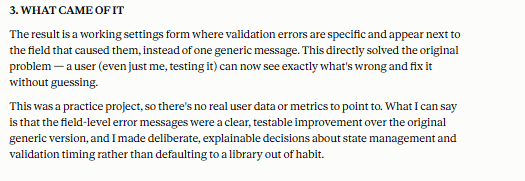 3. WHAT CAME OF IT
The result is a working settings form where validation errors are specific and appear next to
the field that caused them, instead of one generic message. This directly solved the original
problem — a user (even just me, testing it) can now see exactly what's wrong and fix it
without guessing.
This was a practice project, so there's no real user data or metrics to point to. What I can say
is that the field-level error messages were a clear, testable improvement over the original
generic version, and I made deliberate, explainable decisions about state management and
validation timing rather than defaulting to a library out of habit.